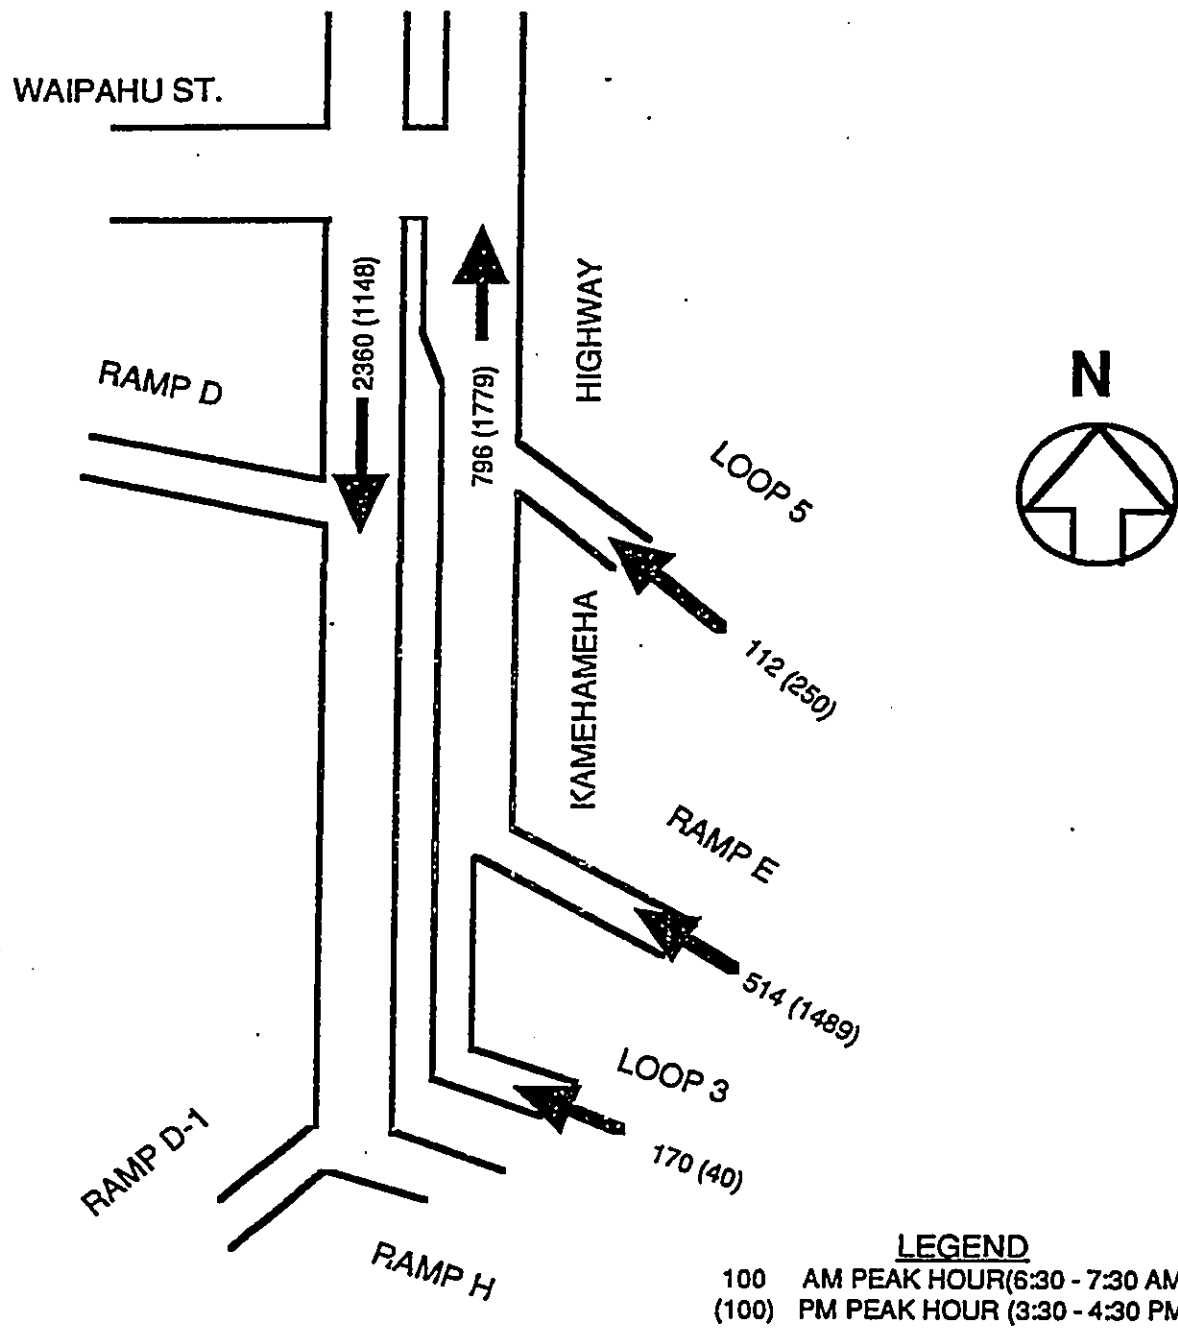 WAIPAHU ST.
2360 (1148)
HIGHWAY
N
RAMP D
796 (1779)
LOOP 5
KAMEHAMEHA
112 (250)
RAMP E
514 (1489)
LOOP 3
170 (40)
RAMP D-1
RAMP H
LEGEND
100 AM PEAK HOUR(6:30 - 7:30 AM
(100) PM PEAK HOUR (3:30 - 4:30 PM